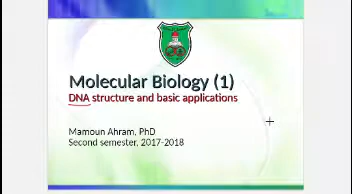 Molecular Biology (1)
DNA structure and basic applications
Mamoun Ahram, PhD
Second semester, 2017-2018